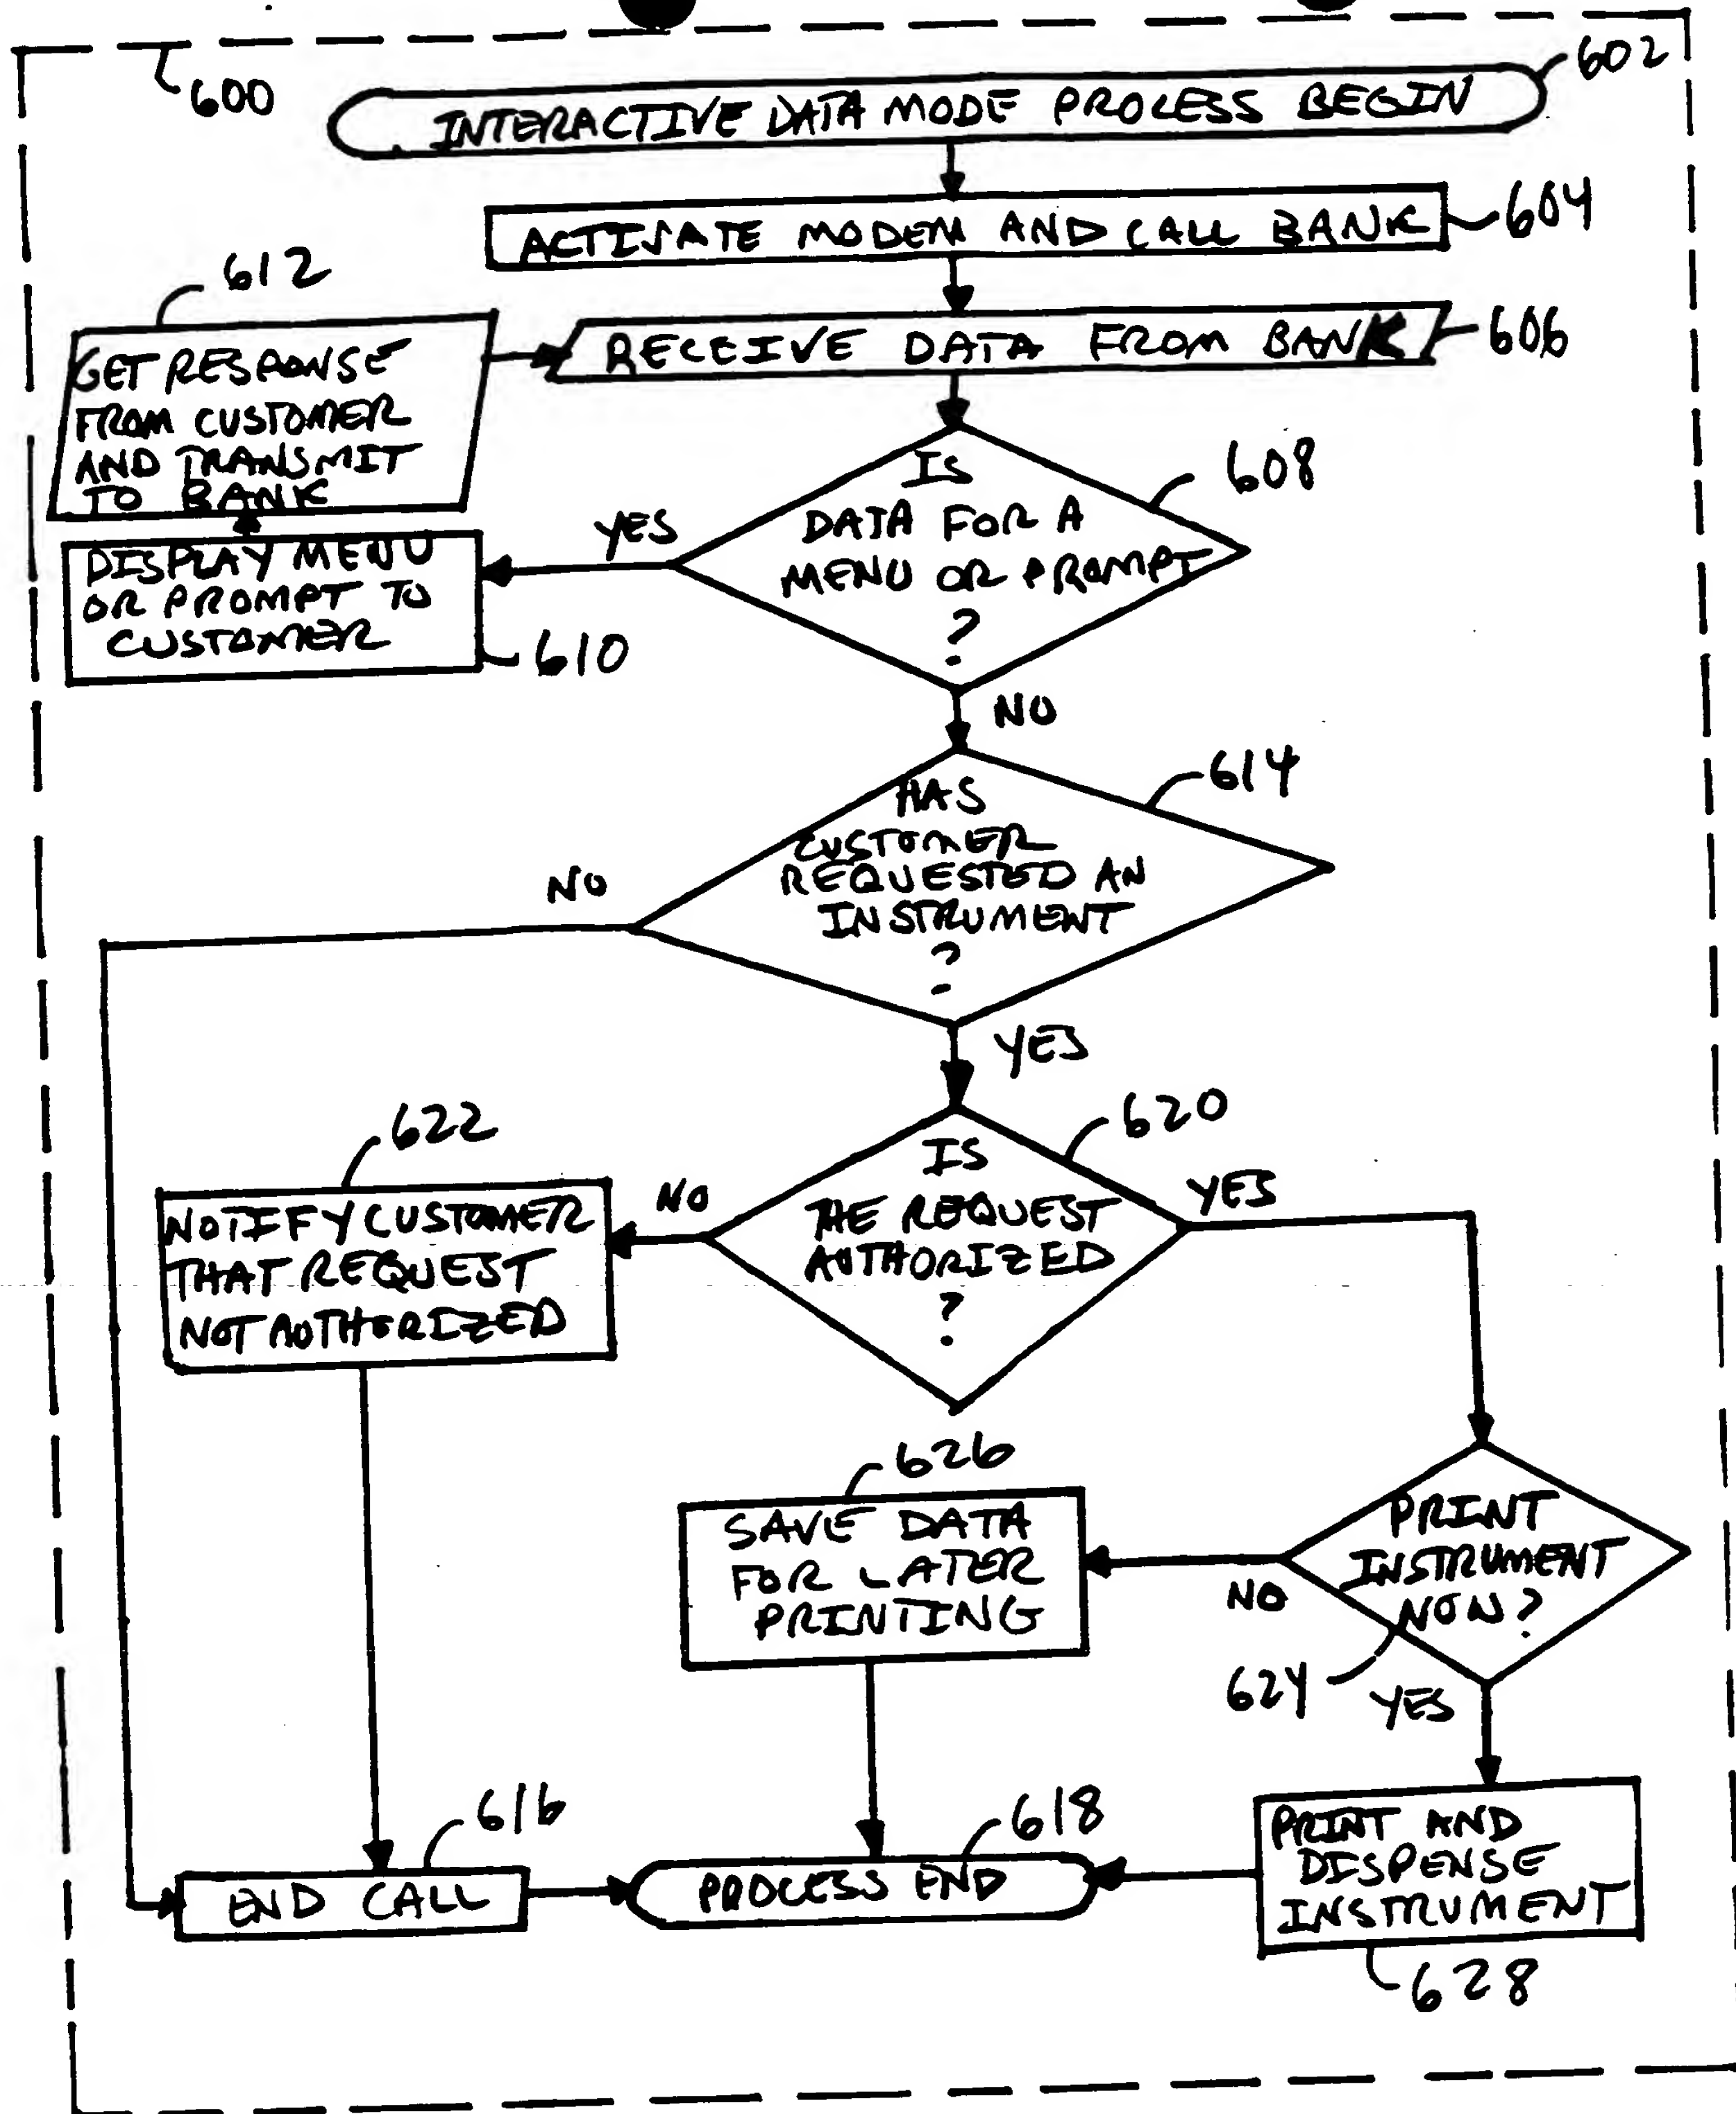 600
602
INTERACTIVE DATA MODE PROCESS BEGIN
ACTIVATE MODEM AND CALL BANK
604
612
GET RESPONSE
FROM CUSTOMER
AND TRANSMIT
TO BANK
RECEIVE DATA FROM BANK
606
IS
DATA FOR A
MENU OR PROMPT
?
608
YES
DISPLAY MENU
OR PROMPT TO
CUSTOMER
610
NO
HAS
CUSTOMER
REQUESTED AN
INSTRUMENT
?
614
NO
YES
622
NOTIFY CUSTOMER
THAT REQUEST
NOT AUTHORIZED
NO
IS
THE REQUEST
AUTHORIZED
?
620
YES
626
SAVE DATA
FOR LATER
PRINTING
NO
PRINT
INSTRUMENT
NOW?
624
YES
616
END CALL
618
PROCESS END
PRINT AND
DISPENSE
INSTRUMENT
628